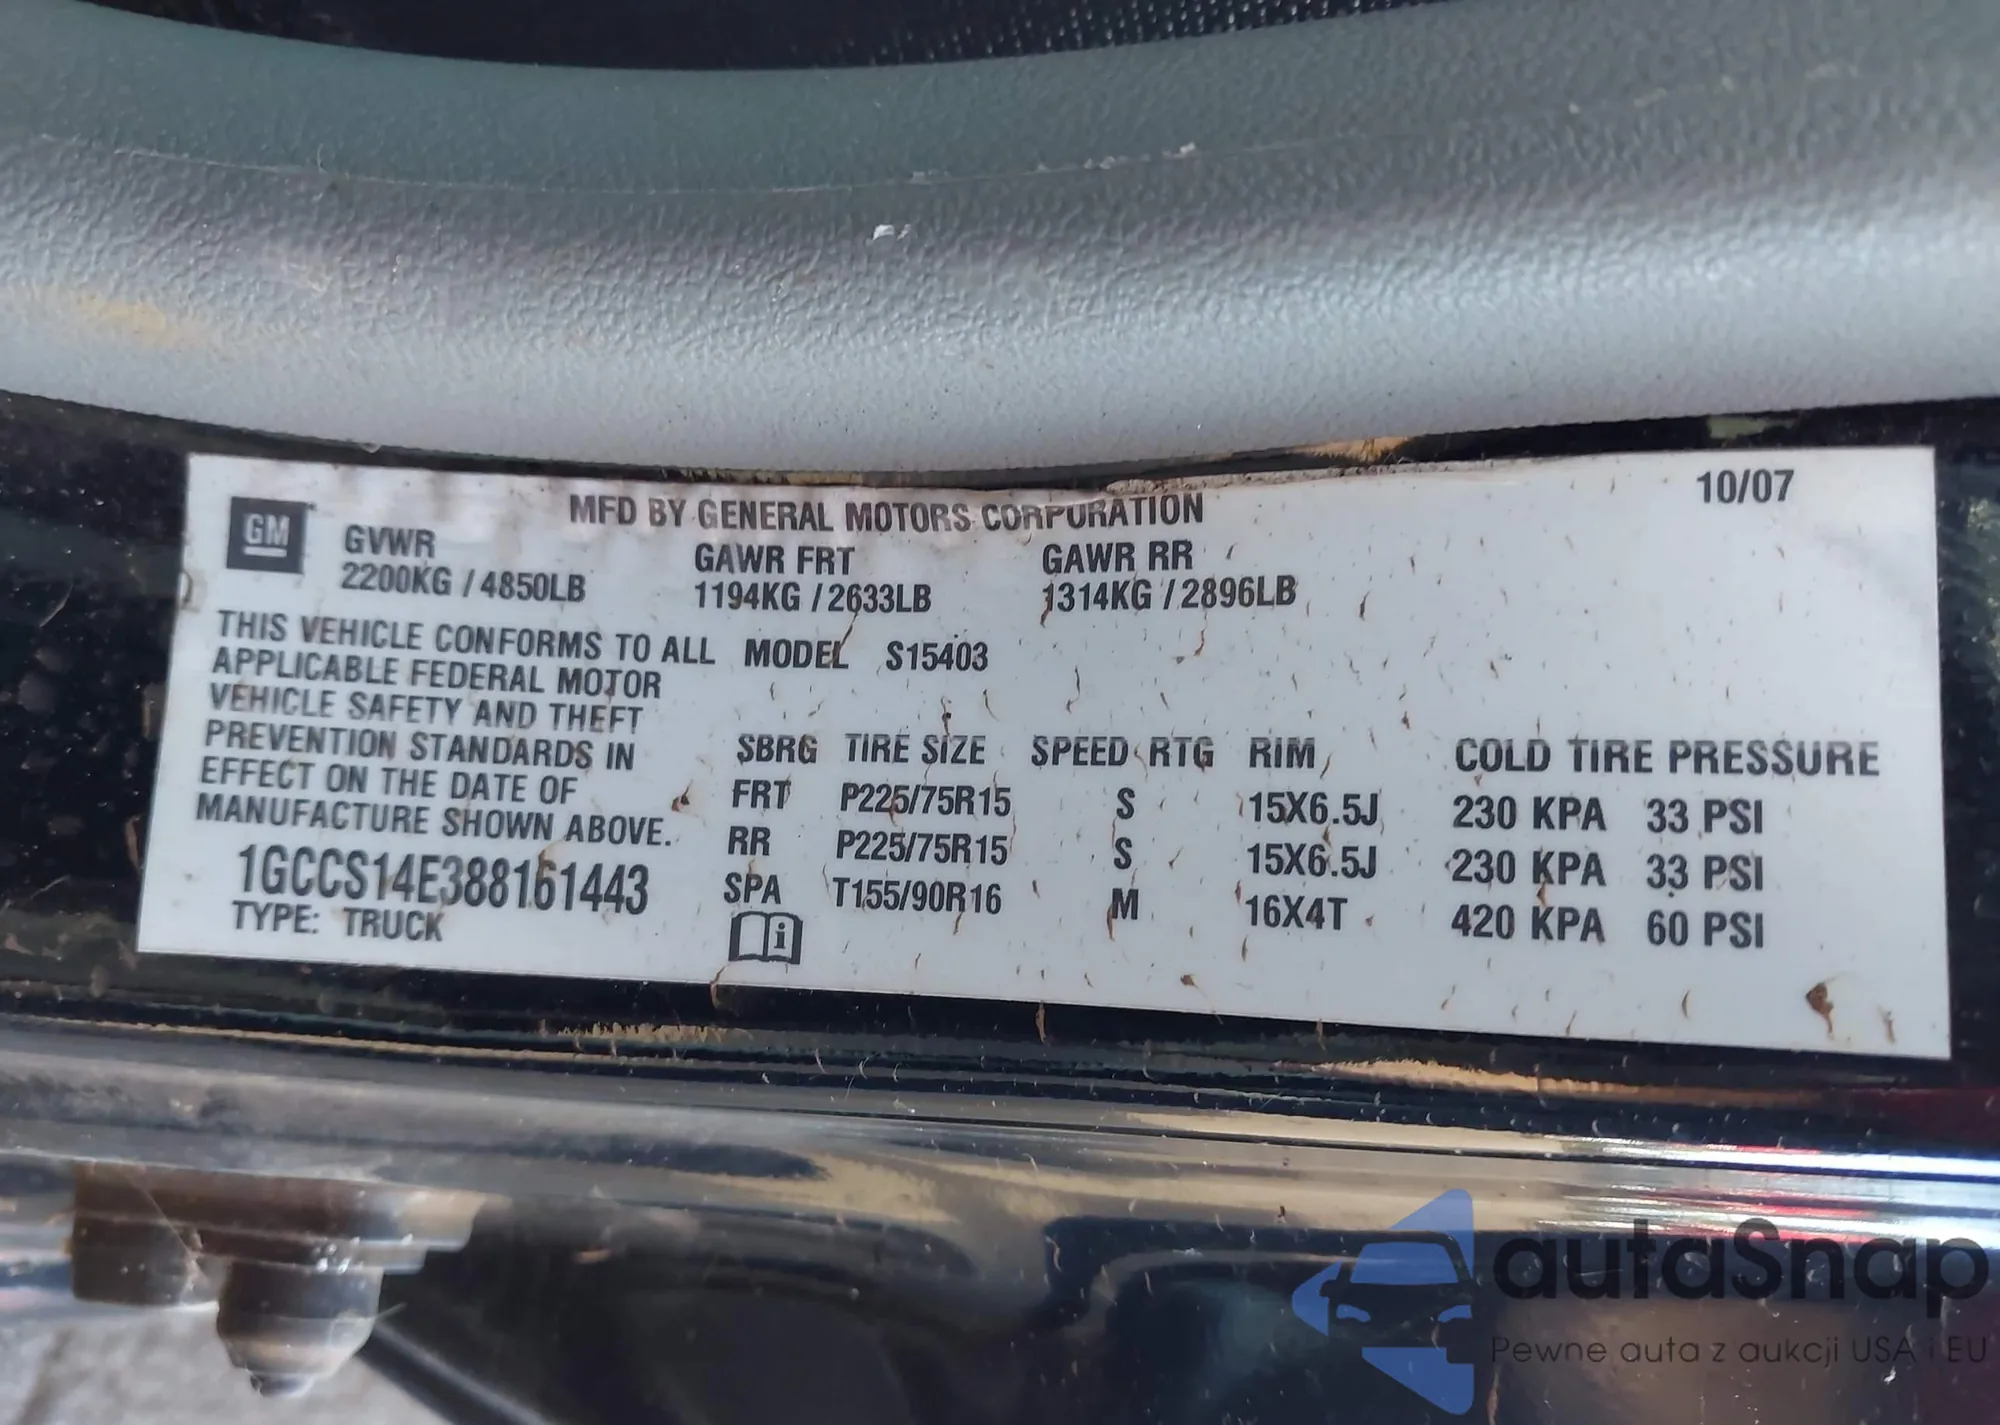 GM
MFD BY GENERAL MOTORS CORPORATION
10/07
GVWR
2200KG / 4850LB
GAWR FRT
1194KG / 2633LB
GAWR RR
1314KG / 2896LB
THIS VEHICLE CONFORMS TO ALL
APPLICABLE FEDERAL MOTOR
VEHICLE SAFETY AND THEFT
PREVENTION STANDARDS IN
EFFECT ON THE DATE OF
MANUFACTURE SHOWN ABOVE.
1GCCS14E388161443
TYPE: TRUCK
MODEL S15403
SBRG TIRE SIZE SPEED RTG RIM COLD TIRE PRESSURE
FRT P225/75R15 S 15X6.5J 230 KPA 33 PSI
RR P225/75R15 S 15X6.5J 230 KPA 33 PSI
SPA T155/90R16 M 16X4T 420 KPA 60 PSI
i
autaSnap
Pewne auta z aukcji USA i EU